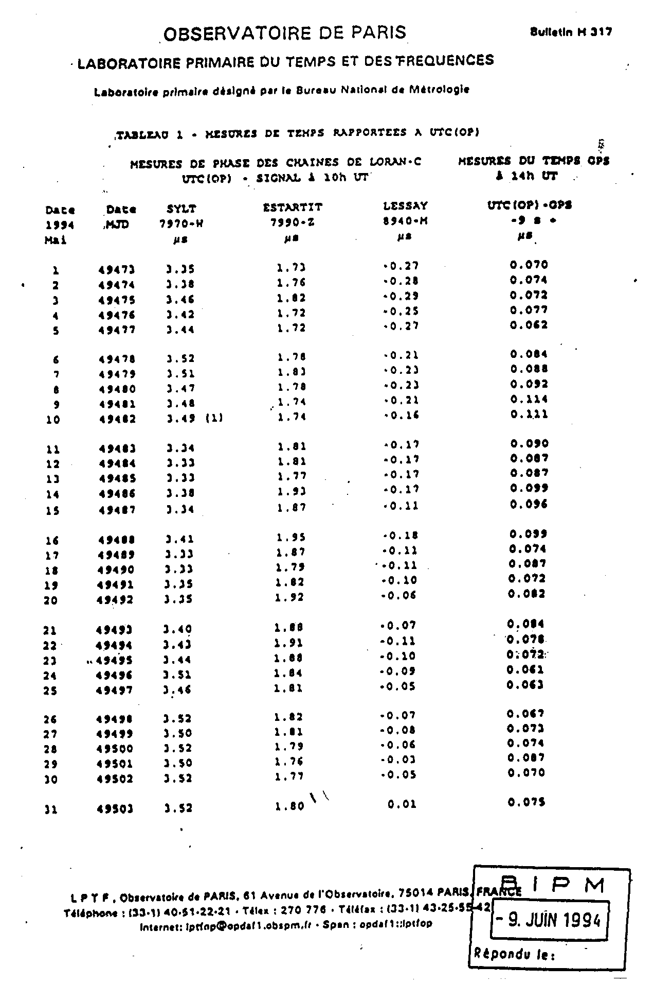 OBSERVATOIRE DE PARIS Bulletin H 317
LABORATOIRE PRIMAIRE DU TEMPS ET DES FREQUENCES
Laboratoire primaire désigné par le Bureau National de Métrologie
TABLEAU 1 - MESURES DE TEMPS RAPPORTEES A UTC(OP)
MESURES DE PHASE DES CHAINES DE LORAN-C MESURES DU TEMPS GPS
UTC(OP) - SIGNAL à 10h UT à 14h UT
Date Date SYLT ESTARTIT LESSAY UTC(OP)-GPS
1994 MJD 7970-W 7990-Z 8940-M -9 s +
Mai µs µs µs µs
1 49473 3.35 1.73 -0.27 0.070
2 49474 3.38 1.76 -0.28 0.074
3 49475 3.46 1.82 -0.29 0.072
4 49476 3.42 1.72 -0.25 0.077
5 49477 3.44 1.72 -0.27 0.062
6 49478 3.52 1.78 -0.21 0.084
7 49479 3.51 1.83 -0.23 0.088
8 49480 3.47 1.78 -0.23 0.092
9 49481 3.48 1.74 -0.21 0.114
10 49482 3.49 (1) 1.74 -0.16 0.111
11 49483 3.34 1.81 -0.17 0.090
12 49484 3.33 1.81 -0.17 0.087
13 49485 3.33 1.77 -0.17 0.087
14 49486 3.38 1.93 -0.17 0.099
15 49487 3.34 1.87 -0.11 0.096
16 49488 3.41 1.95 -0.18 0.099
17 49489 3.33 1.87 -0.11 0.074
18 49490 3.33 1.79 -0.11 0.087
19 49491 3.35 1.82 -0.10 0.072
20 49492 3.35 1.92 -0.06 0.082
21 49493 3.40 1.88 -0.07 0.084
22 49494 3.43 1.91 -0.11 0.078
23 49495 3.44 1.88 -0.10 0.072
24 49496 3.51 1.84 -0.09 0.061
25 49497 3.46 1.81 -0.05 0.063
26 49498 3.52 1.82 -0.07 0.067
27 49499 3.50 1.81 -0.08 0.073
28 49500 3.52 1.79 -0.06 0.074
29 49501 3.50 1.76 -0.03 0.087
30 49502 3.52 1.77 -0.05 0.070
31 49503 3.52 1.80 0.01 0.075
L P T F , Observatoire de PARIS, 61 Avenue de l'Observatoire, 75014 PARIS, FRANCE
Téléphone : (33-1) 40-51-22-21 - Télex : 270 776 - Téléfax : (33-1) 43-25-55-42
Internet: lptfop@opdaf1.obspm.fr - Span : opdaf1::lptfop
BIPM
- 9. JUIN 1994
Répondu le :